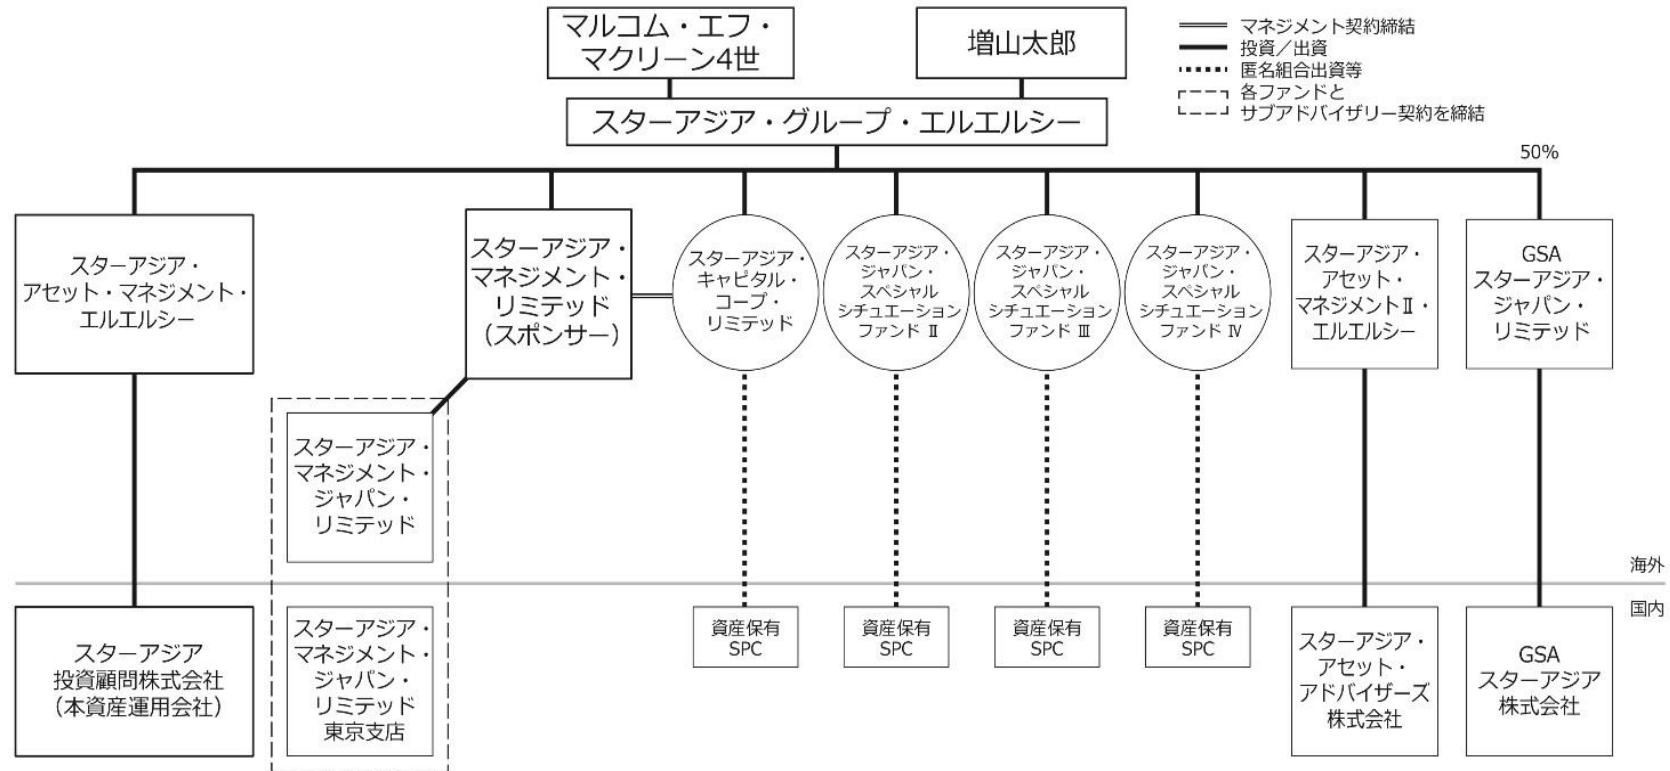 マルコム・エフ・
マクリーン4世
増山太郎
マネジメント契約締結
投資／出資
匿名組合出資等
各ファンドと
サブアドバイザリー契約を締結
スターアジア・グループ・エルエルシー
50%
スターアジア・
アセット・マネジメント・
エルエルシー
スターアジア・
マネジメント・
リミテッド
（スポンサー）
スターアジア・
キャピタル・
コープ・
リミテッド
スターアジア・
ジャパン・
スペシャル
シチュエーション
ファンド Ⅱ
スターアジア・
ジャパン・
スペシャル
シチュエーション
ファンド Ⅲ
スターアジア・
ジャパン・
スペシャル
シチュエーション
ファンド Ⅳ
スターアジア・
アセット・
マネジメントⅡ・
エルエルシー
GSA
スターアジア・
ジャパン・
リミテッド
スターアジア・
マネジメント・
ジャパン・
リミテッド
海外
国内
スターアジア
投資顧問株式会社
（本資産運用会社）
スターアジア・
マネジメント・
ジャパン・
リミテッド
東京支店
資産保有
SPC
資産保有
SPC
資産保有
SPC
資産保有
SPC
スターアジア・
アセット・
アドバイザーズ
株式会社
GSA
スターアジア
株式会社